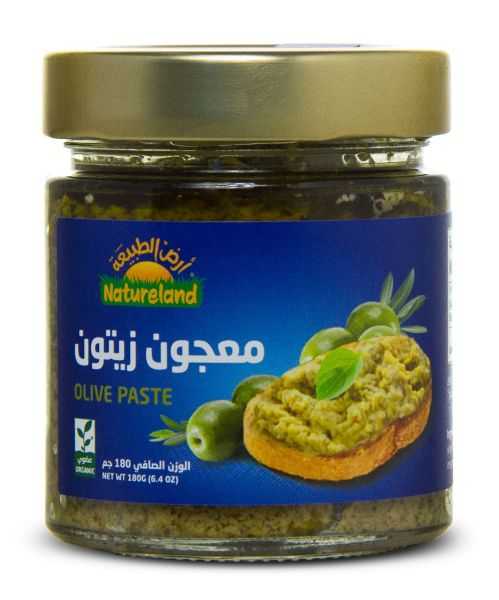 أرض الطبيعة
Natureland
معجون زيتون
OLIVE PASTE
عضوي
ORGANIC
الوزن الصافي 180 جم
NET WT 180G (6.4 OZ)